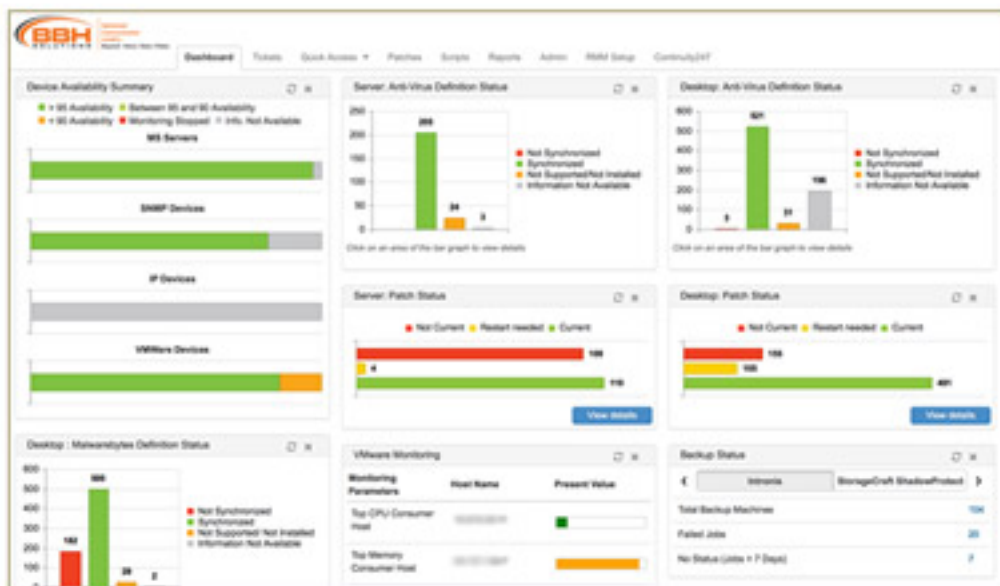 BBH
SOLUTIONS
Dashboard Tickets Quick Access Patches Scripts Reports Admin RMM Setup Continuity247
Device Availability Summary
> 95 Availability Between 95 and 90 Availability
< 90 Availability Monitoring Stopped Info. Not Available
MS Servers
SNMP Devices
IP Devices
VMWare Devices
Server: Anti-Virus Definition Status
250
200
150
100
50
0
24
3
Not Synchronized
Synchronized
Not Supported/Not Installed
Information Not Available
Click on an area of the bar graph to view details
Desktop: Anti-Virus Definition Status
600
500
400
300
200
100
0
521
31
196
Not Synchronized
Synchronized
Not Supported/Not Installed
Information Not Available
Click on an area of the bar graph to view details
Server: Patch Status
Not Current Restart needed Current
4
View details
Desktop: Patch Status
Not Current Restart needed Current
155
105
491
View details
Desktop : Malwarebytes Definition Status
600
500
400
300
200
100
0
182
28
2
Not Synchronized
Synchronized
Not Supported/ Not Installed
Information Not Available
VMware Monitoring
Monitoring Parameters Host Name Present Value
Top CPU Consumer Host
Top Memory Consumer Host
Backup Status
Intronis StorageCraft ShadowProtect
Total Backup Machines 104
Failed Jobs 20
No Status (Jobs > 7 Days) 7